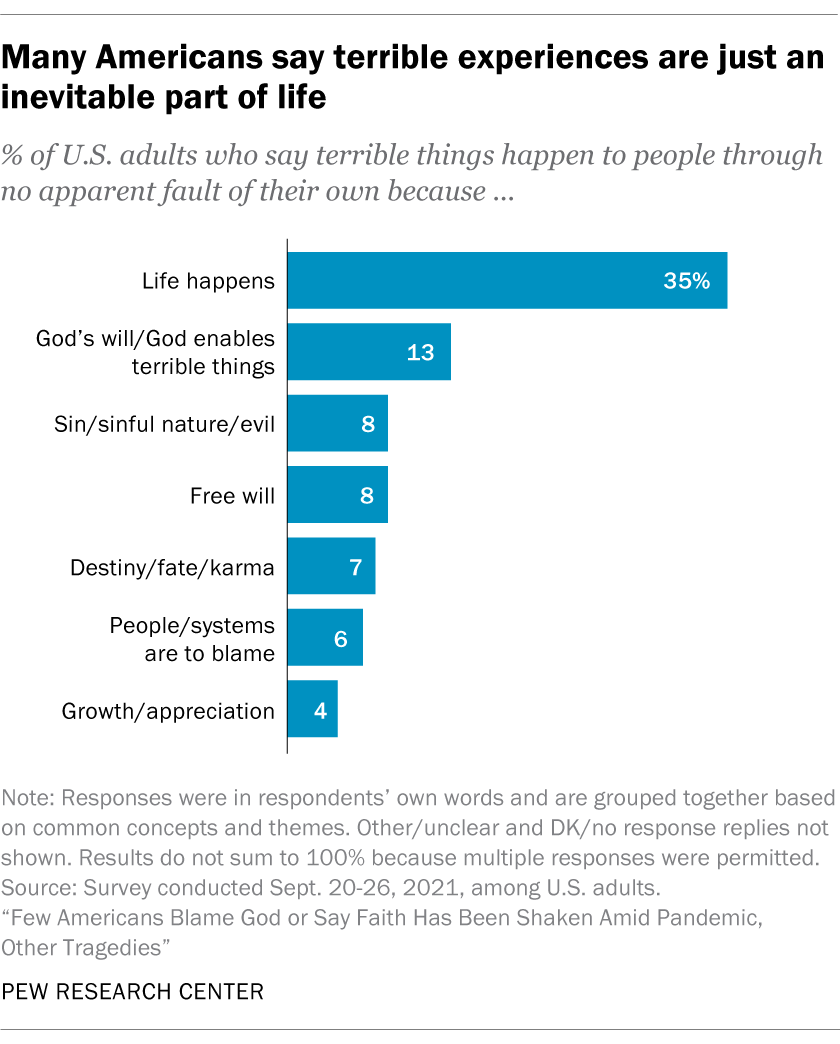 Many Americans say terrible experiences are just an
inevitable part of life
% of U.S. adults who say terrible things happen to people through
no apparent fault of their own because ...
Life happens
35%
God’s will/God enables
terrible things
13
Sin/sinful nature/evil
8
Free will
8
Destiny/fate/karma
7
People/systems
are to blame
6
Growth/appreciation
4
Note: Responses were in respondents’ own words and are grouped together based
on common concepts and themes. Other/unclear and DK/no response replies not
shown. Results do not sum to 100% because multiple responses were permitted.
Source: Survey conducted Sept. 20-26, 2021, among U.S. adults.
“Few Americans Blame God or Say Faith Has Been Shaken Amid Pandemic,
Other Tragedies”
PEW RESEARCH CENTER